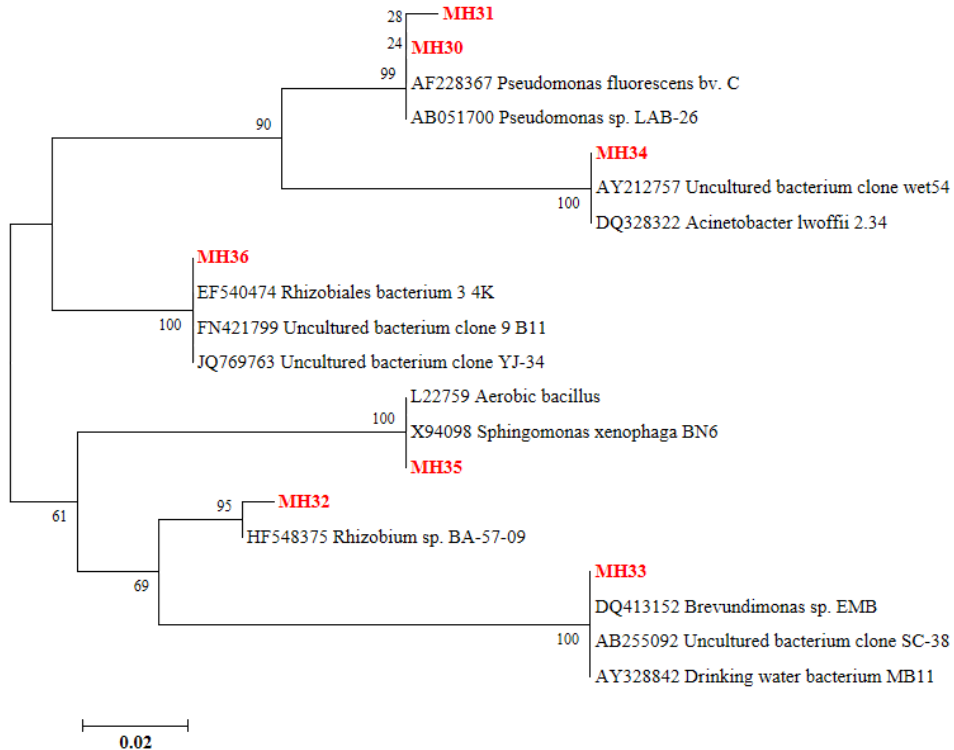 28
MH31
24
MH30
99
AF228367 Pseudomonas fluorescens bv. C
AB051700 Pseudomonas sp. LAB-26
90
MH34
AY212757 Uncultured bacterium clone wet54
100
DQ328322 Acinetobacter lwoffii 2.34
MH36
EF540474 Rhizobiales bacterium 3 4K
100
FN421799 Uncultured bacterium clone 9 B11
JQ769763 Uncultured bacterium clone YJ-34
L22759 Aerobic bacillus
100
X94098 Sphingomonas xenophaga BN6
MH35
61
95
MH32
HF548375 Rhizobium sp. BA-57-09
69
MH33
DQ413152 Brevundimonas sp. EMB
100
AB255092 Uncultured bacterium clone SC-38
AY328842 Drinking water bacterium MB11
0.02